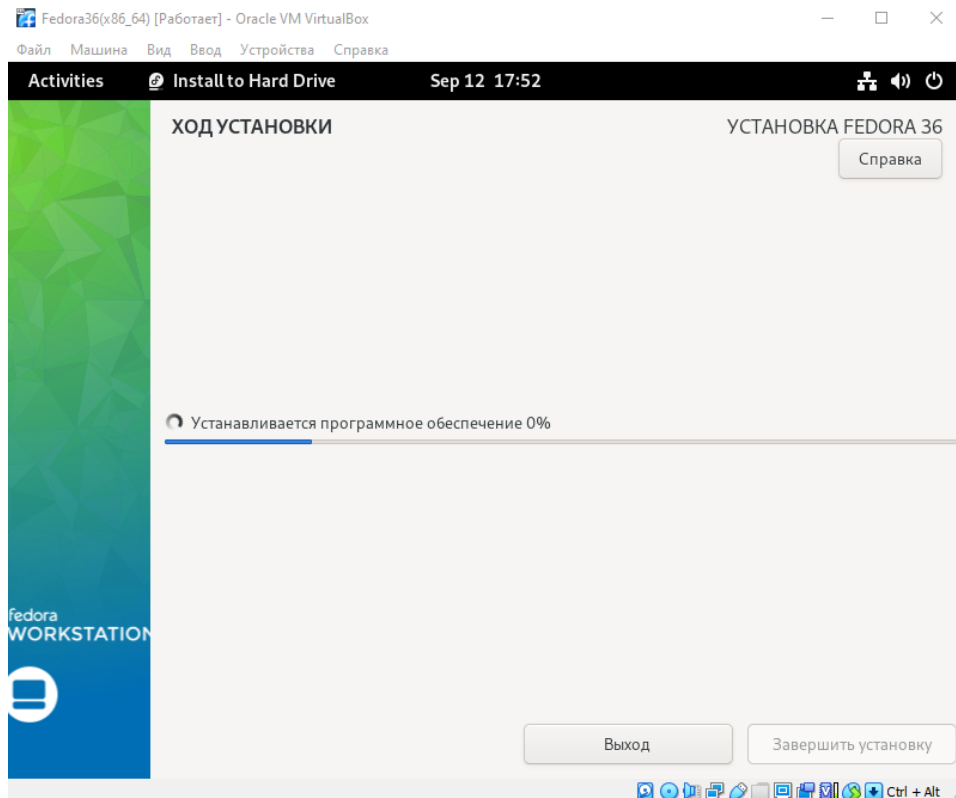 Fedora36(x86_64) [Работает] - Oracle VM VirtualBox
Файл Машина Вид Ввод Устройства Справка
Activities Install to Hard Drive Sep 12 17:52
ХОД УСТАНОВКИ УСТАНОВКА FEDORA 36
Справка
Устанавливается программное обеспечение 0%
fedora
WORKSTATION
Выход Завершить установку
Ctrl + Alt